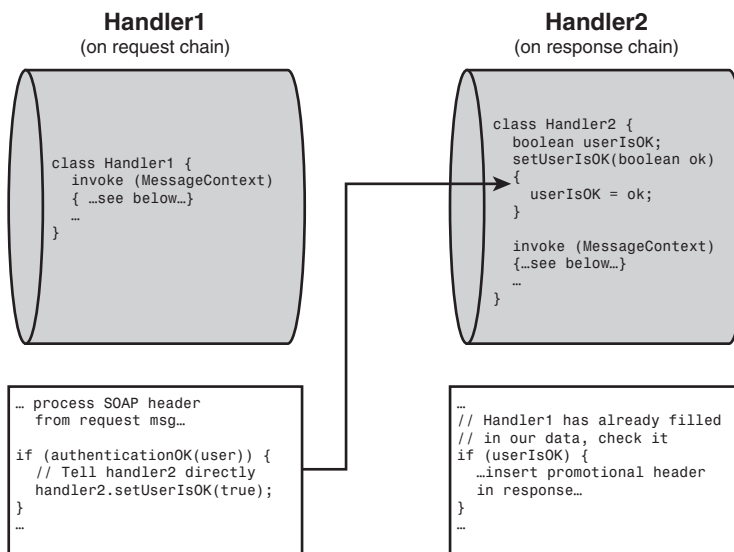 Handler1
(on request chain)
class Handler1 {
invoke (MessageContext)
{ …see below…}
…
}
… process SOAP header
from request msg…
if (authenticationOK(user)) {
// Tell handler2 directly
handler2.setUserIsOK(true);
}
…
Handler2
(on response chain)
class Handler2 {
boolean userIsOK;
setUserIsOK(boolean ok)
{
userIsOK = ok;
}
invoke (MessageContext)
{…see below…}
…
}
…
// Handler1 has already filled
// in our data, check it
if (userIsOK) {
…insert promotional header
in response…
}
…